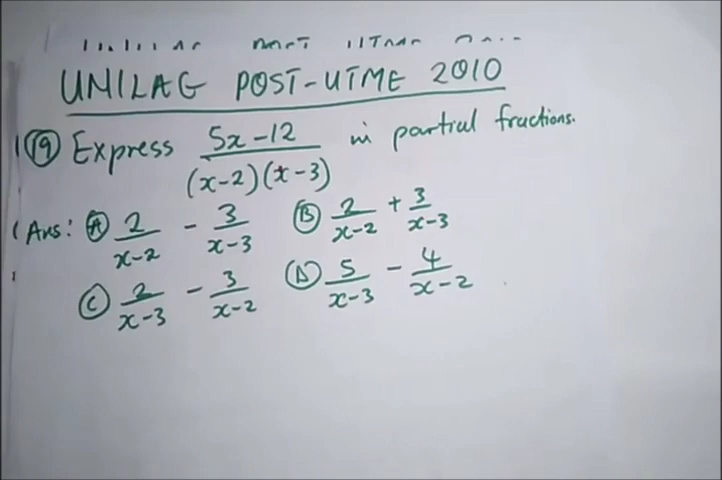 UNILAG POST-UTME 2010
(19) Express (5x-12)/((x-2)(x-3)) in partial fractions.
(Ans: (A) 2/(x-2) - 3/(x-3) (B) 2/(x-2) + 3/(x-3)
(C) 2/(x-3) - 3/(x-2) (D) 5/(x-3) - 4/(x-2)